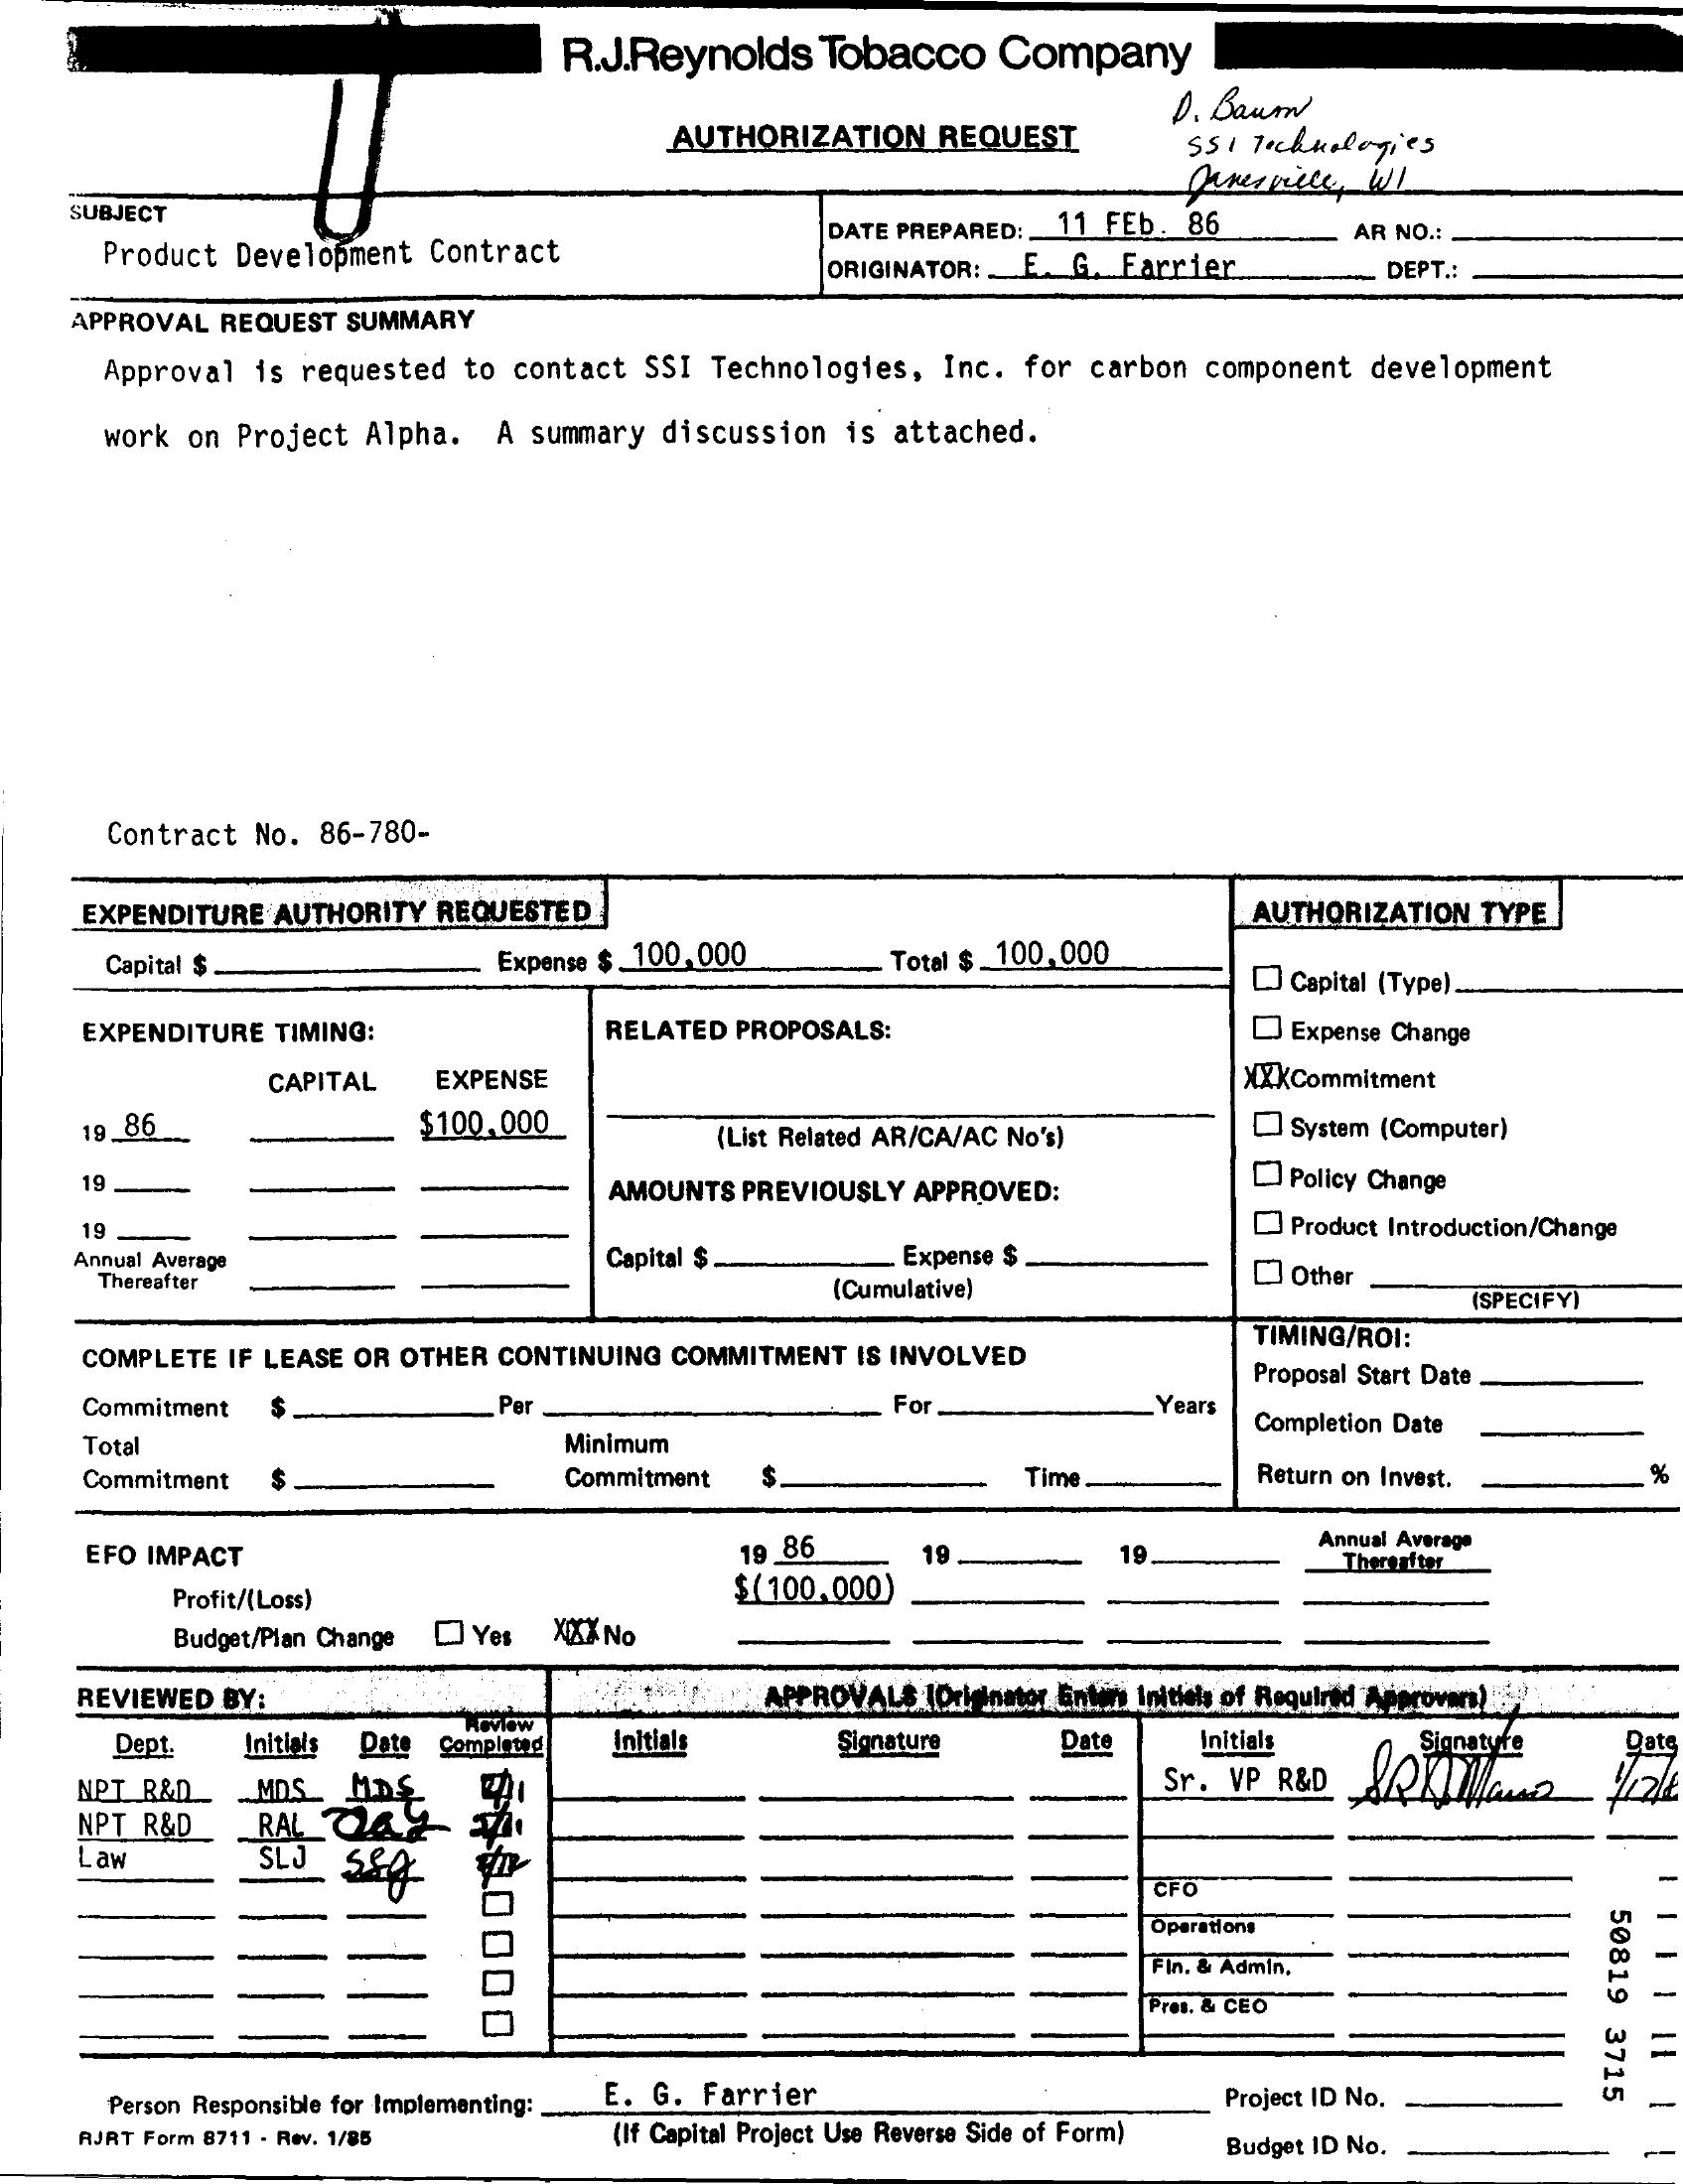 R.J.Reynolds Tobacco Company
D. Baum
AUTHORIZATION REQUEST
SSI Technologies
Janesville, WI
SUBJECT
Product Development Contract
DATE PREPARED: 11 FEb. 86 AR NO.:
ORIGINATOR: E. G. Farrier DEPT.:
APPROVAL REQUEST SUMMARY
Approval is requested to contact SSI Technologies, Inc. for carbon component development
work on Project Alpha. A summary discussion is attached.
Contract No. 86-780-
EXPENDITURE AUTHORITY REQUESTED
Capital $ Expense $ 100,000 Total $ 100,000
EXPENDITURE TIMING:
CAPITAL EXPENSE
19 86 $100,000
19
19
Annual Average
Thereafter
RELATED PROPOSALS:
(List Related AR/CA/AC No's)
AMOUNTS PREVIOUSLY APPROVED:
Capital $ Expense $
(Cumulative)
AUTHORIZATION TYPE
Capital (Type)
Expense Change
XXX Commitment
System (Computer)
Policy Change
Product Introduction/Change
Other
(SPECIFY)
COMPLETE IF LEASE OR OTHER CONTINUING COMMITMENT IS INVOLVED
Commitment $ Per For Years
Total Minimum
Commitment $ Commitment $ Time
TIMING/ROI:
Proposal Start Date
Completion Date
Return on Invest. %
EFO IMPACT 19 86 19 19 Annual Average
Thereafter
Profit/(Loss) $(100,000)
Budget/Plan Change Yes XXX No
REVIEWED BY:
Dept. Initials Date Review
Completed
NPT R&D MDS MDS 2/11
NPT R&D RAL 2/11
Law SLJ 2/12
APPROVALS (Originator Enters Initials of Required Approvers)
Initials Signature Date Initials Signature Date
Sr. VP R&D
CFO
Operations
Fin. & Admin.
Pres. & CEO
50819 3715
Person Responsible for Implementing: E. G. Farrier Project ID No.
RJRT Form 8711 - Rev. 1/85 (If Capital Project Use Reverse Side of Form) Budget ID No.